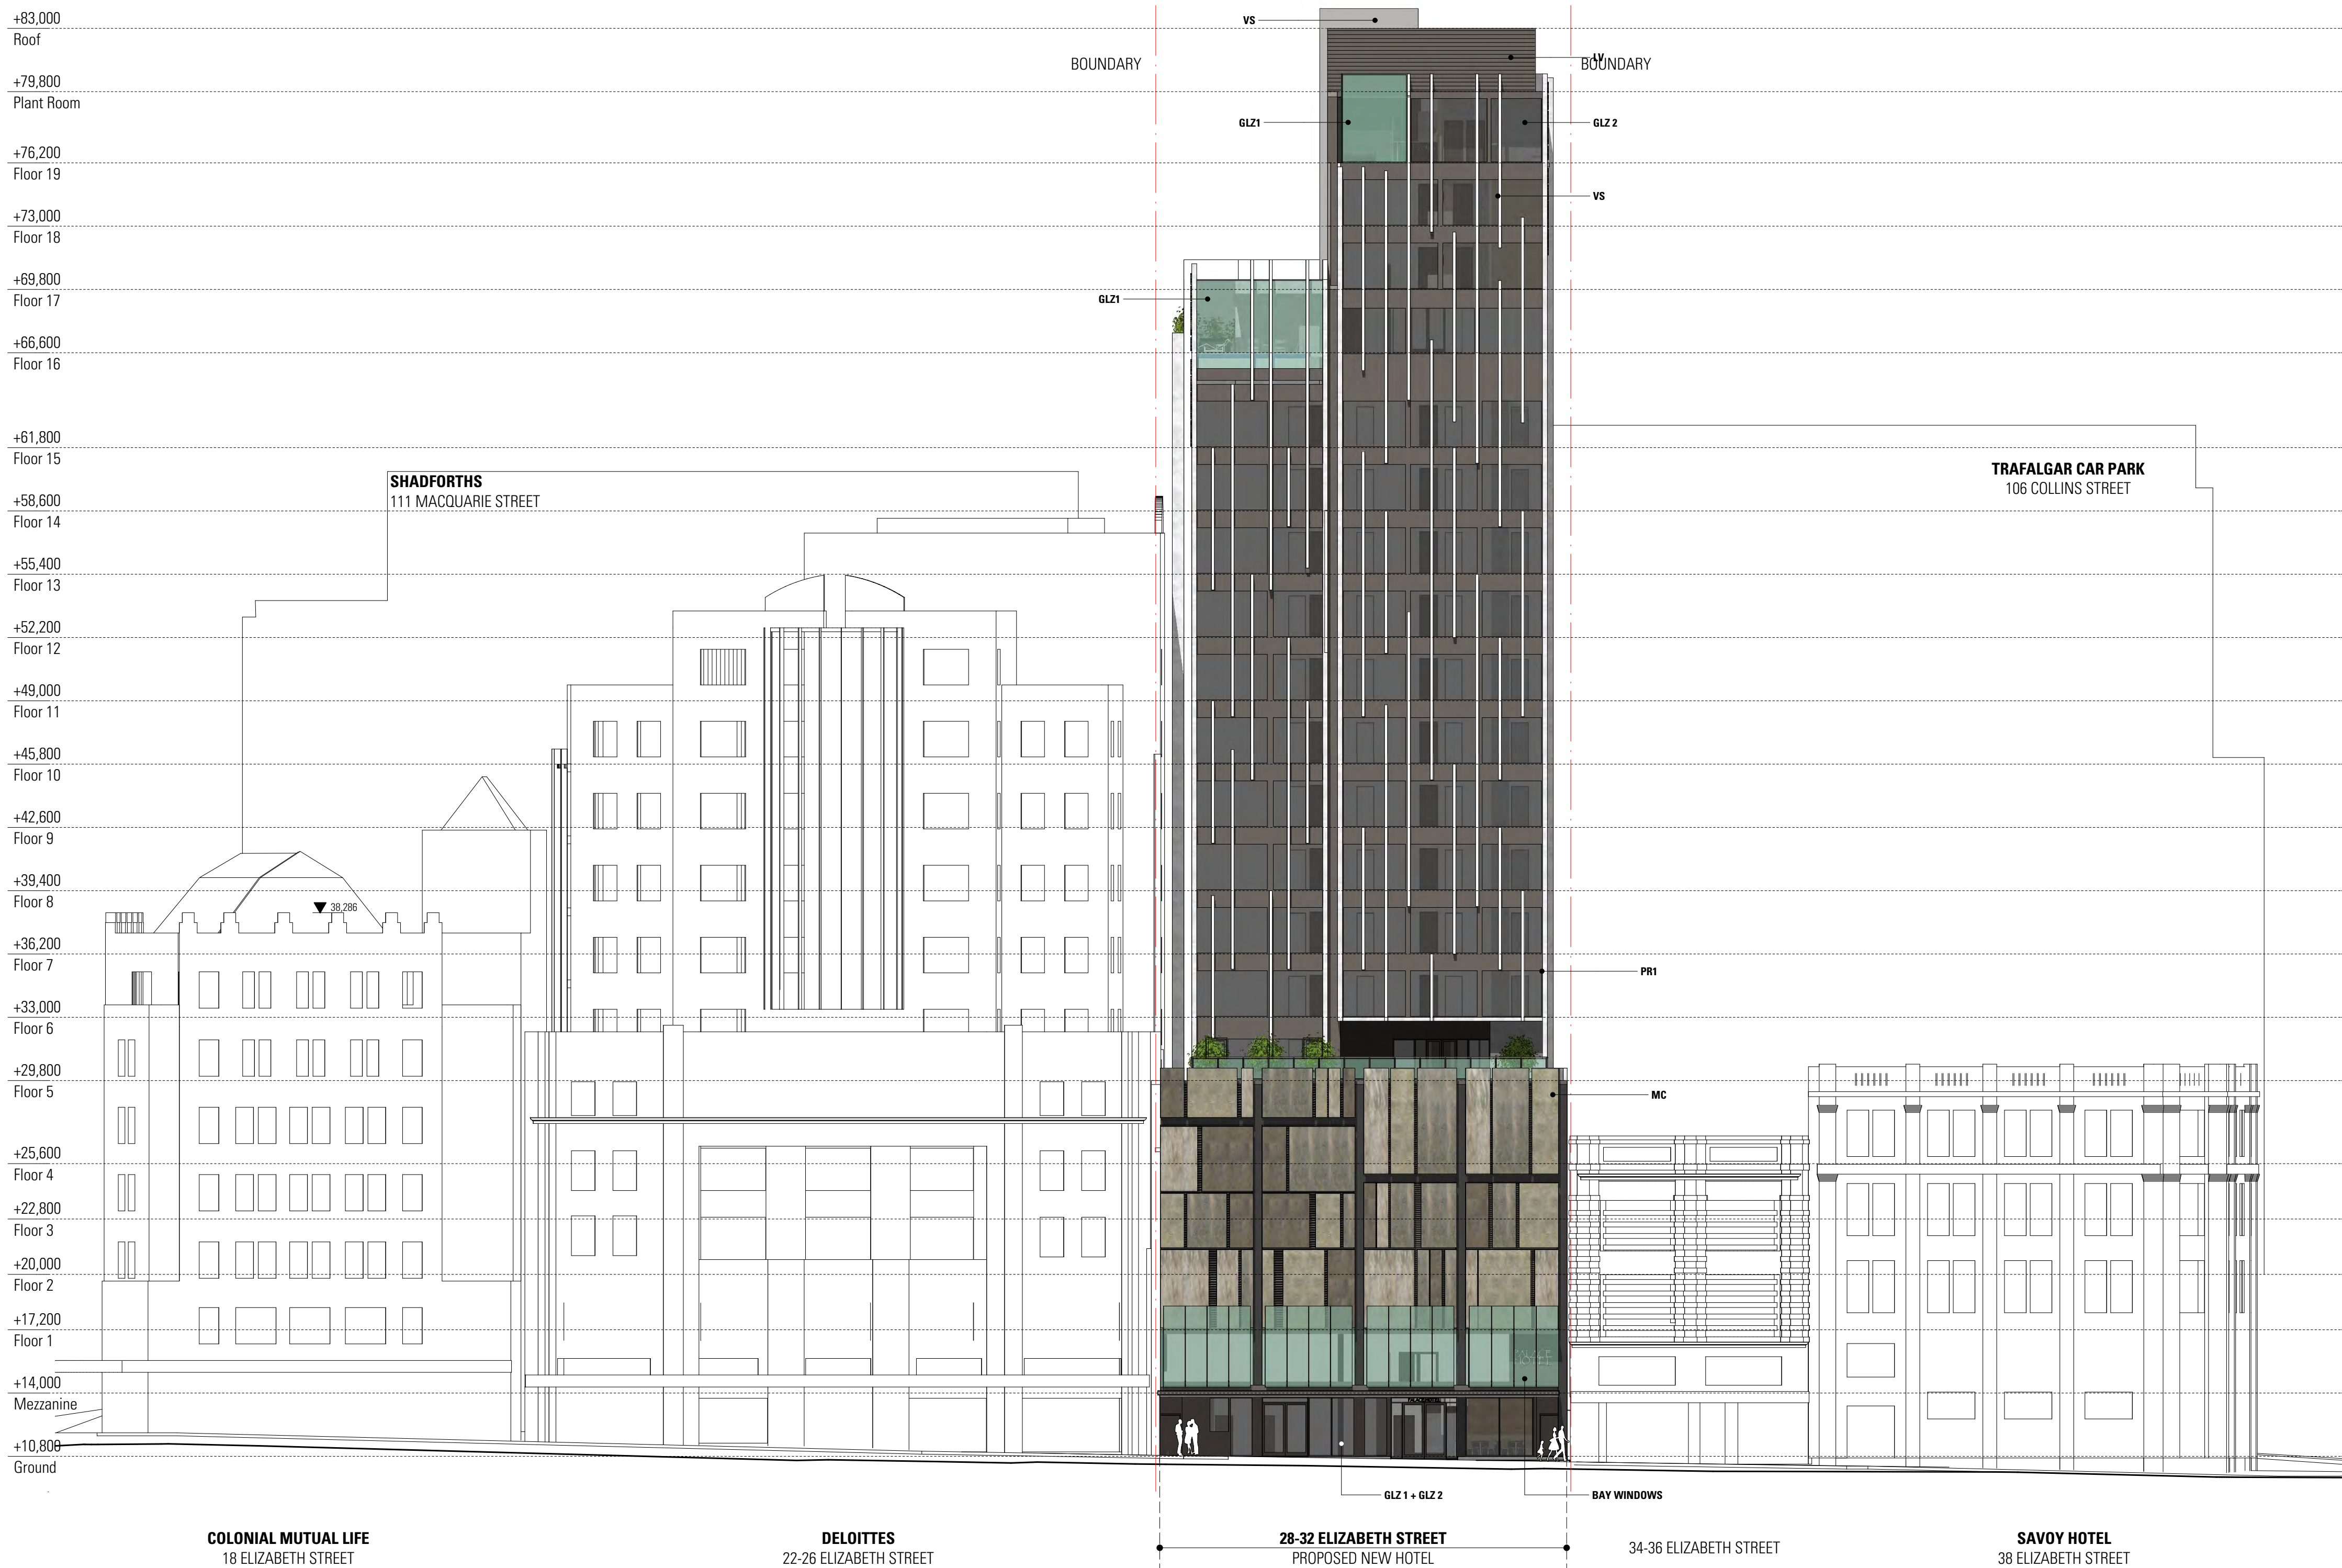 +83,000
Roof
+79,800
Plant Room
+76,200
Floor 19
+73,000
Floor 18
+69,800
Floor 17
+66,600
Floor 16
+61,800
Floor 15
+58,600
Floor 14
+55,400
Floor 13
+52,200
Floor 12
+49,000
Floor 11
+45,800
Floor 10
+42,600
Floor 9
+39,400
Floor 8
+36,200
Floor 7
+33,000
Floor 6
+29,800
Floor 5
+25,600
Floor 4
+22,800
Floor 3
+20,000
Floor 2
+17,200
Floor 1
+14,000
Mezzanine
+10,800
Ground
VS
LV
BOUNDARY
BOUNDARY
GLZ1
GLZ 2
VS
GLZ1
SHADFORTHS
111 MACQUARIE STREET
TRAFALGAR CAR PARK
106 COLLINS STREET
38,286
PR1
MC
PALACE HOTEL
GLZ 1 + GLZ 2
BAY WINDOWS
COLONIAL MUTUAL LIFE
18 ELIZABETH STREET
DELOITTES
22-26 ELIZABETH STREET
28-32 ELIZABETH STREET
PROPOSED NEW HOTEL
34-36 ELIZABETH STREET
SAVOY HOTEL
38 ELIZABETH STREET